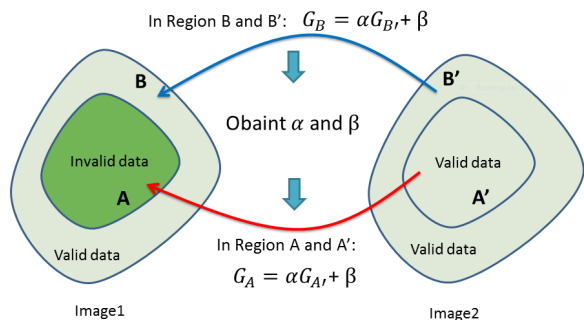 In Region B and B’: G_B = αG_B′ + β
B
B’
Obaint α and β
Invalid data
Valid data
A
A’
In Region A and A’:
Valid data
Valid data
G_A = αG_A′ + β
Image1
Image2